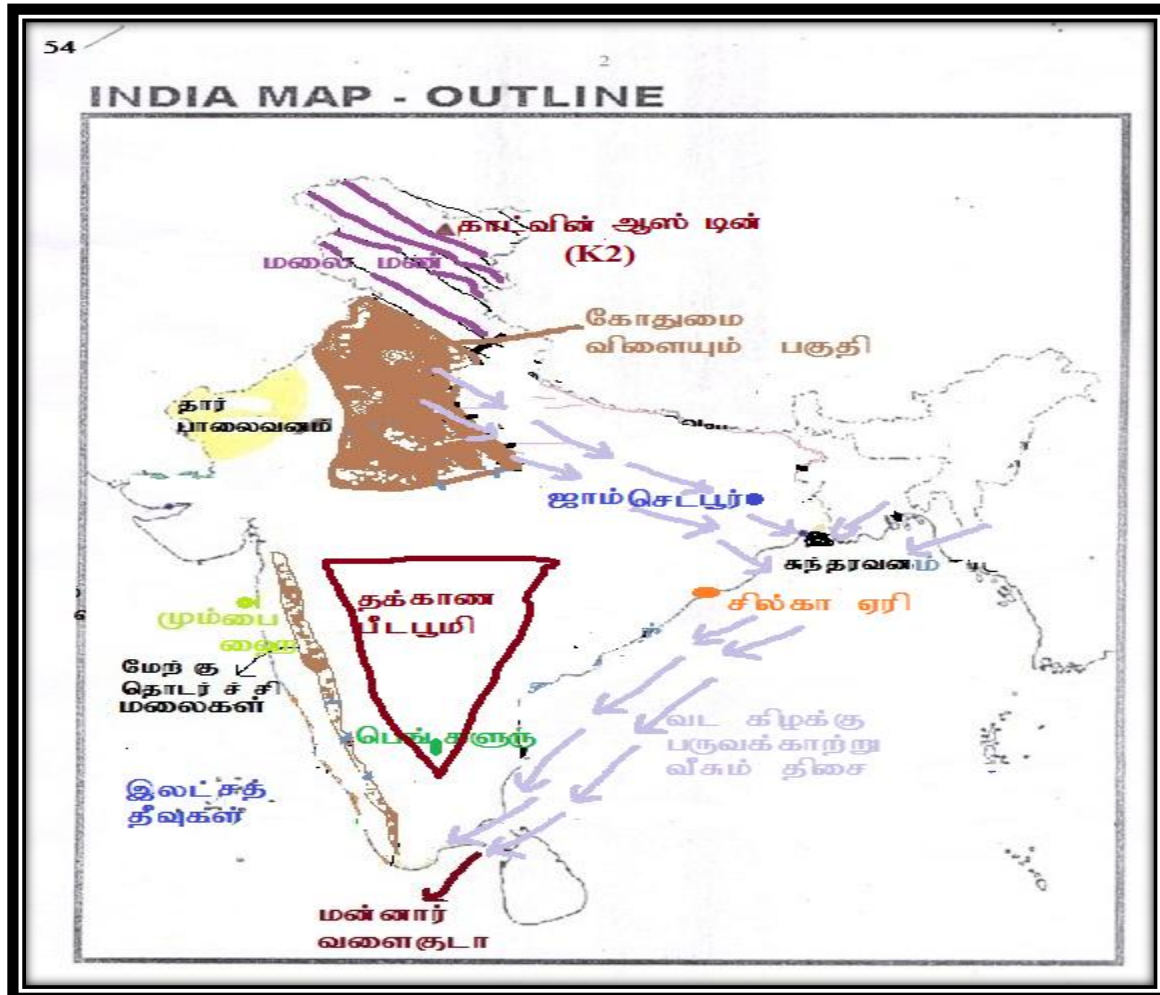 54
2
INDIA MAP - OUTLINE
காட்வின் ஆஸ் டின்
(K2)
மலை மண்
கோதுமை
விளையும் பகுதி
தார்
பாலைவனம்
ஜாம்செட்பூர்
சுந்தரவனம்
சில்கா ஏரி
தக்காண
பீடபூமி
மும்பை
மேற் கு
தொடர் ச் சி
மலைகள்
பெங்களூரு
வட கிழக்கு
பருவக்காற்று
வீசும் திசை
இலட்சத்
தீவுகள்
மன்னார்
வளைகுடா